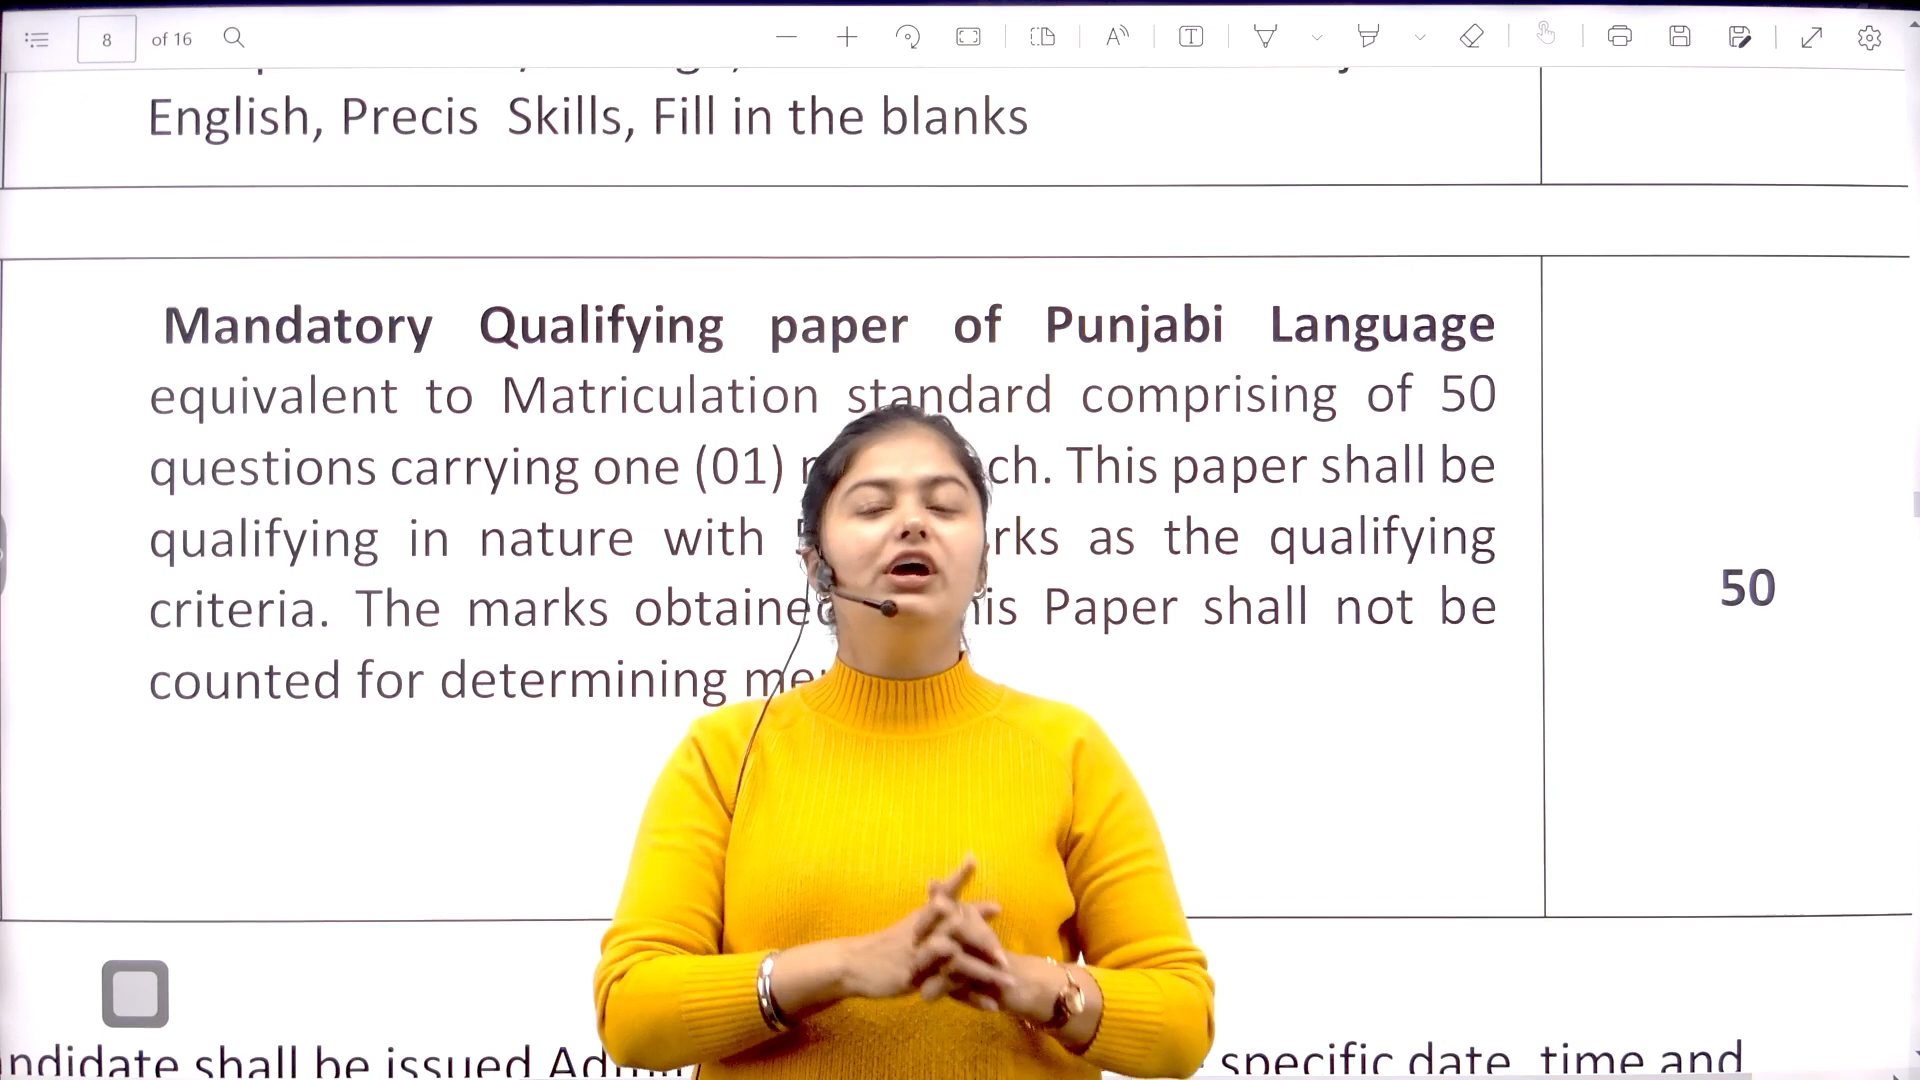 8 of 16
English, Precis Skills, Fill in the blanks
Mandatory Qualifying paper of Punjabi Language
equivalent to Matriculation standard comprising of 50
questions carrying one (01) ch. This paper shall be
qualifying in nature with rks as the qualifying
criteria. The marks obtained his Paper shall not be
counted for determining
50
ndidate shall be issued specific date, time and